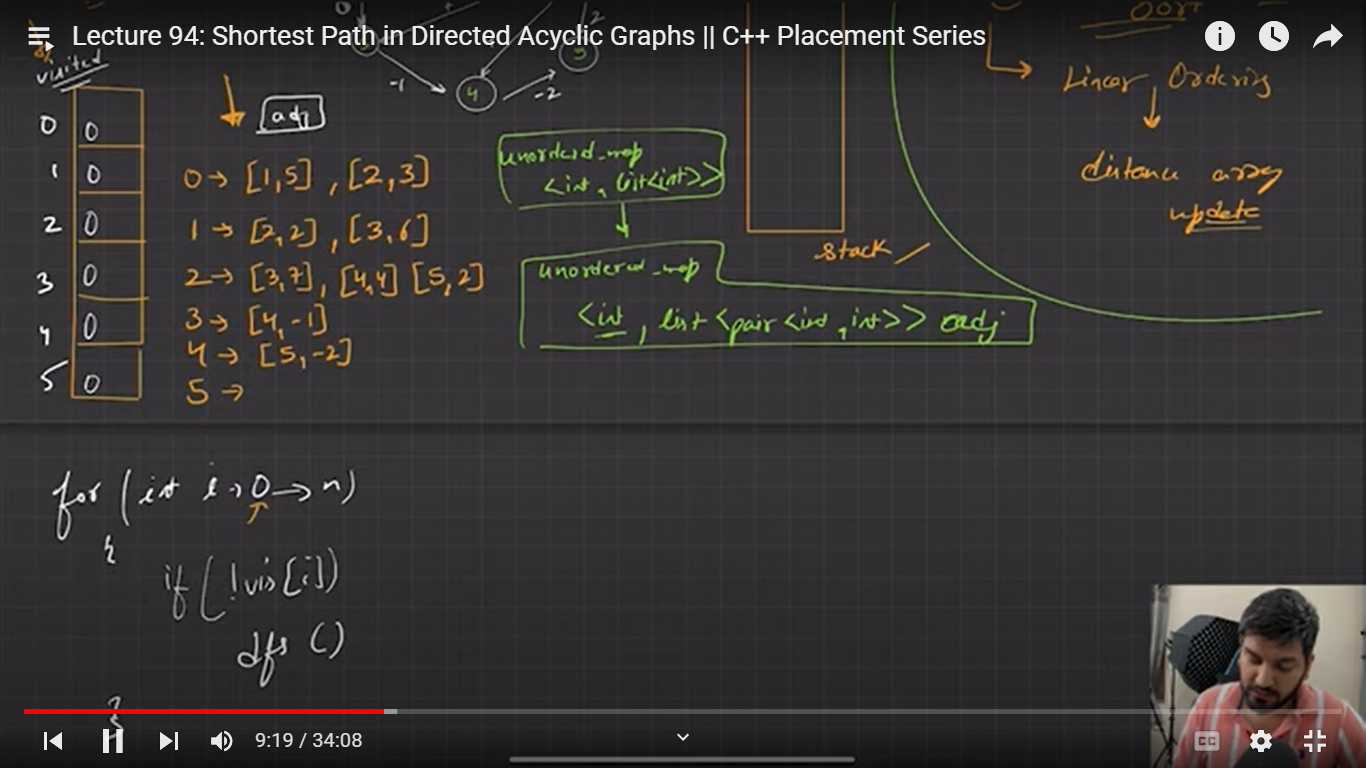 Lecture 94: Shortest Path in Directed Acyclic Graphs || C++ Placement Series
visited
0 0
1 0
2 0
3 0
4 0
5 0
adj
0 → [1,5] , [2,3]
1 → [2,2] , [3,6]
2 → [3,7] , [4,4] [5,2]
3 → [4,-1]
4 → [5,-2]
5 →
0
-1
4
-2
2
5
unordered_map
<int, list<int>>
unordered_map
<int , list <pair <int , int>>> adj
stack
Linear Ordering
distance array
update
for (int i → 0 → n)
{
if (!vis[i])
dfs ()
}
9:19 / 34:08
CC